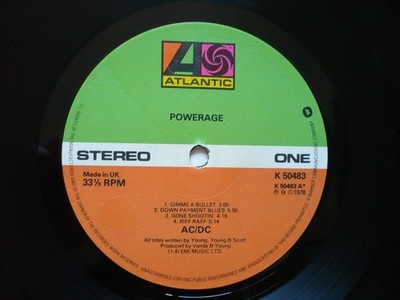 A
ATLANTIC
POWERAGE
STEREO
ONE
Made in UK
33⅓ RPM
K 50483
K 50483 A*
℗ © 1978
1. GIMME A BULLET 3.00
2. DOWN PAYMENT BLUES 5.50
3. GONE SHOOTIN' 4.19
4. RIFF RAFF 5.14
AC/DC
All titles written by Young, Young & Scott
Produced by Vanda & Young
(1-4) EMI MUSIC LTD